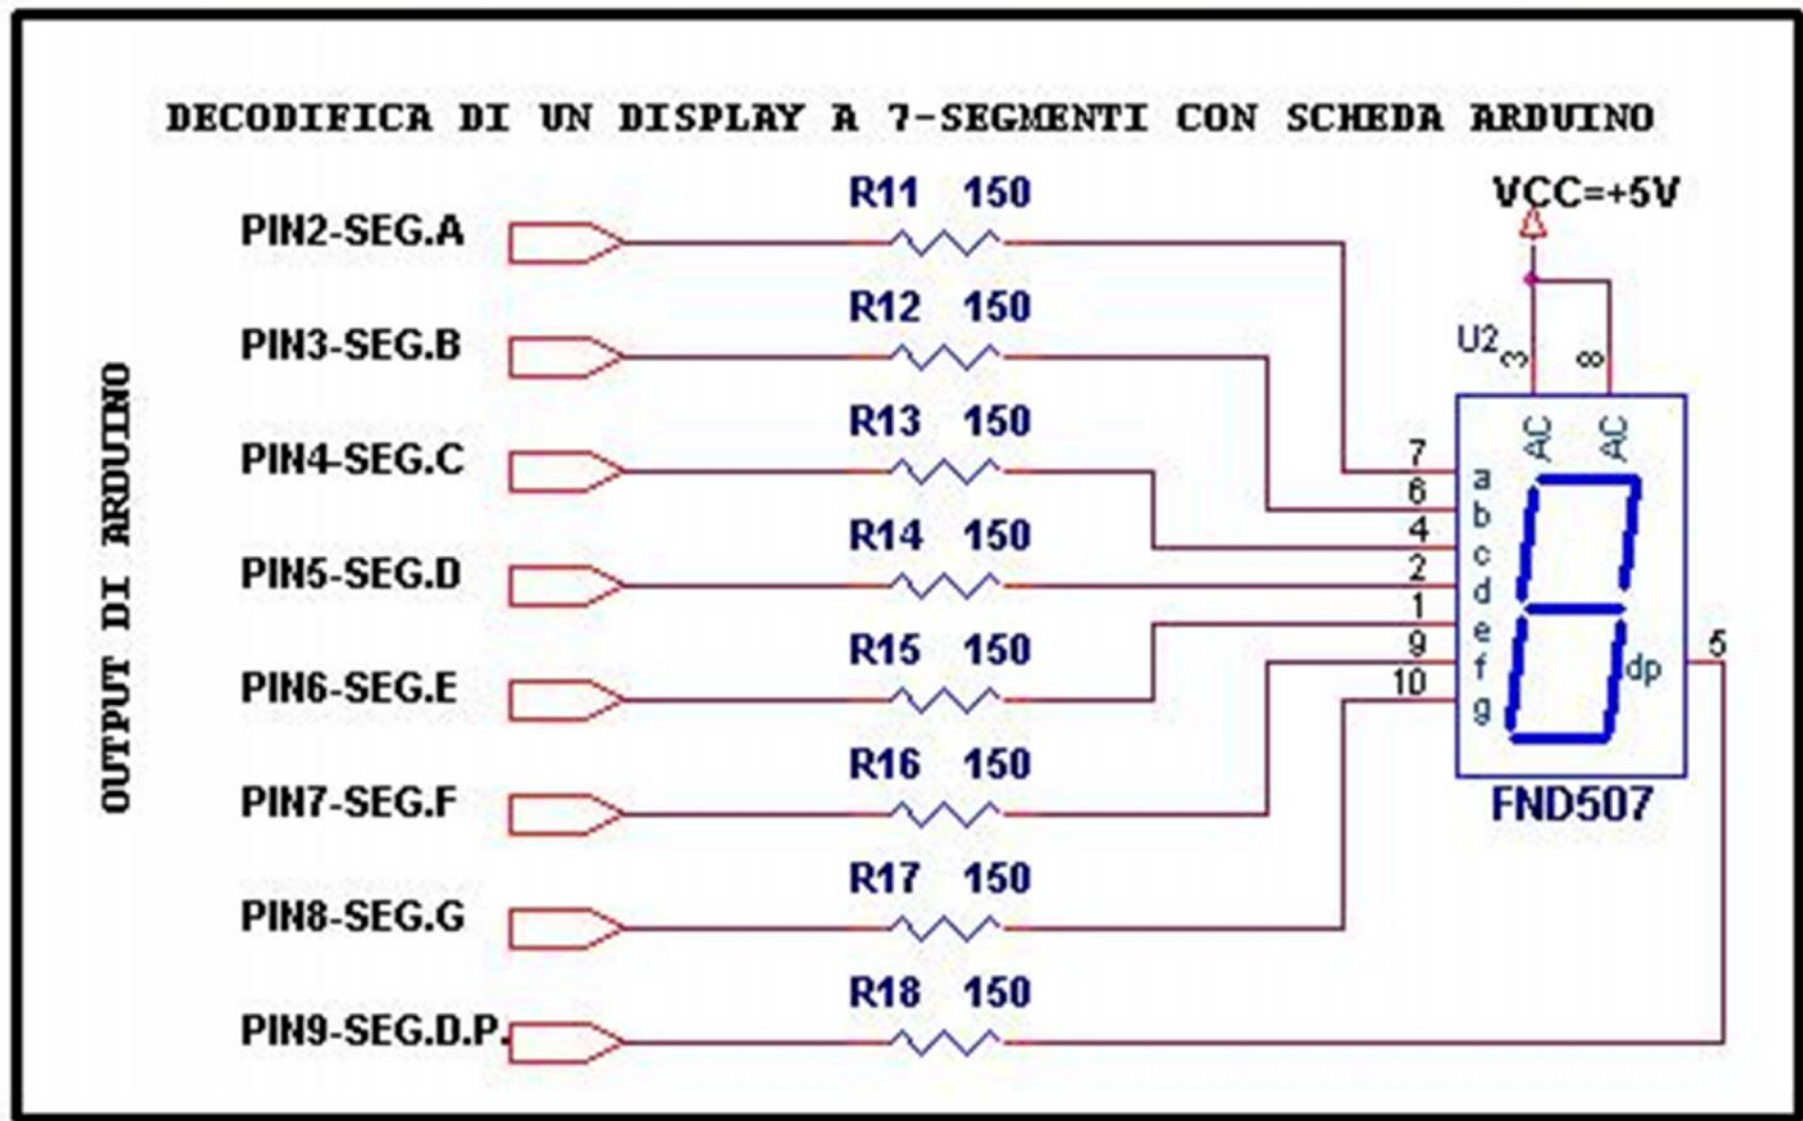 DECODIFICA DI UN DISPLAY A 7-SEGMENTI CON SCHEDA ARDUINO
VCC=+5V
OUTPUT DI ARDUINO
PIN2-SEG.A
R11 150
PIN3-SEG.B
R12 150
PIN4-SEG.C
R13 150
PIN5-SEG.D
R14 150
PIN6-SEG.E
R15 150
PIN7-SEG.F
R16 150
PIN8-SEG.G
R17 150
PIN9-SEG.D.P.
R18 150
U2
3
8
AC
AC
7 a
6 b
4 c
2 d
1 e
9 f
10 g
dp 5
FND507